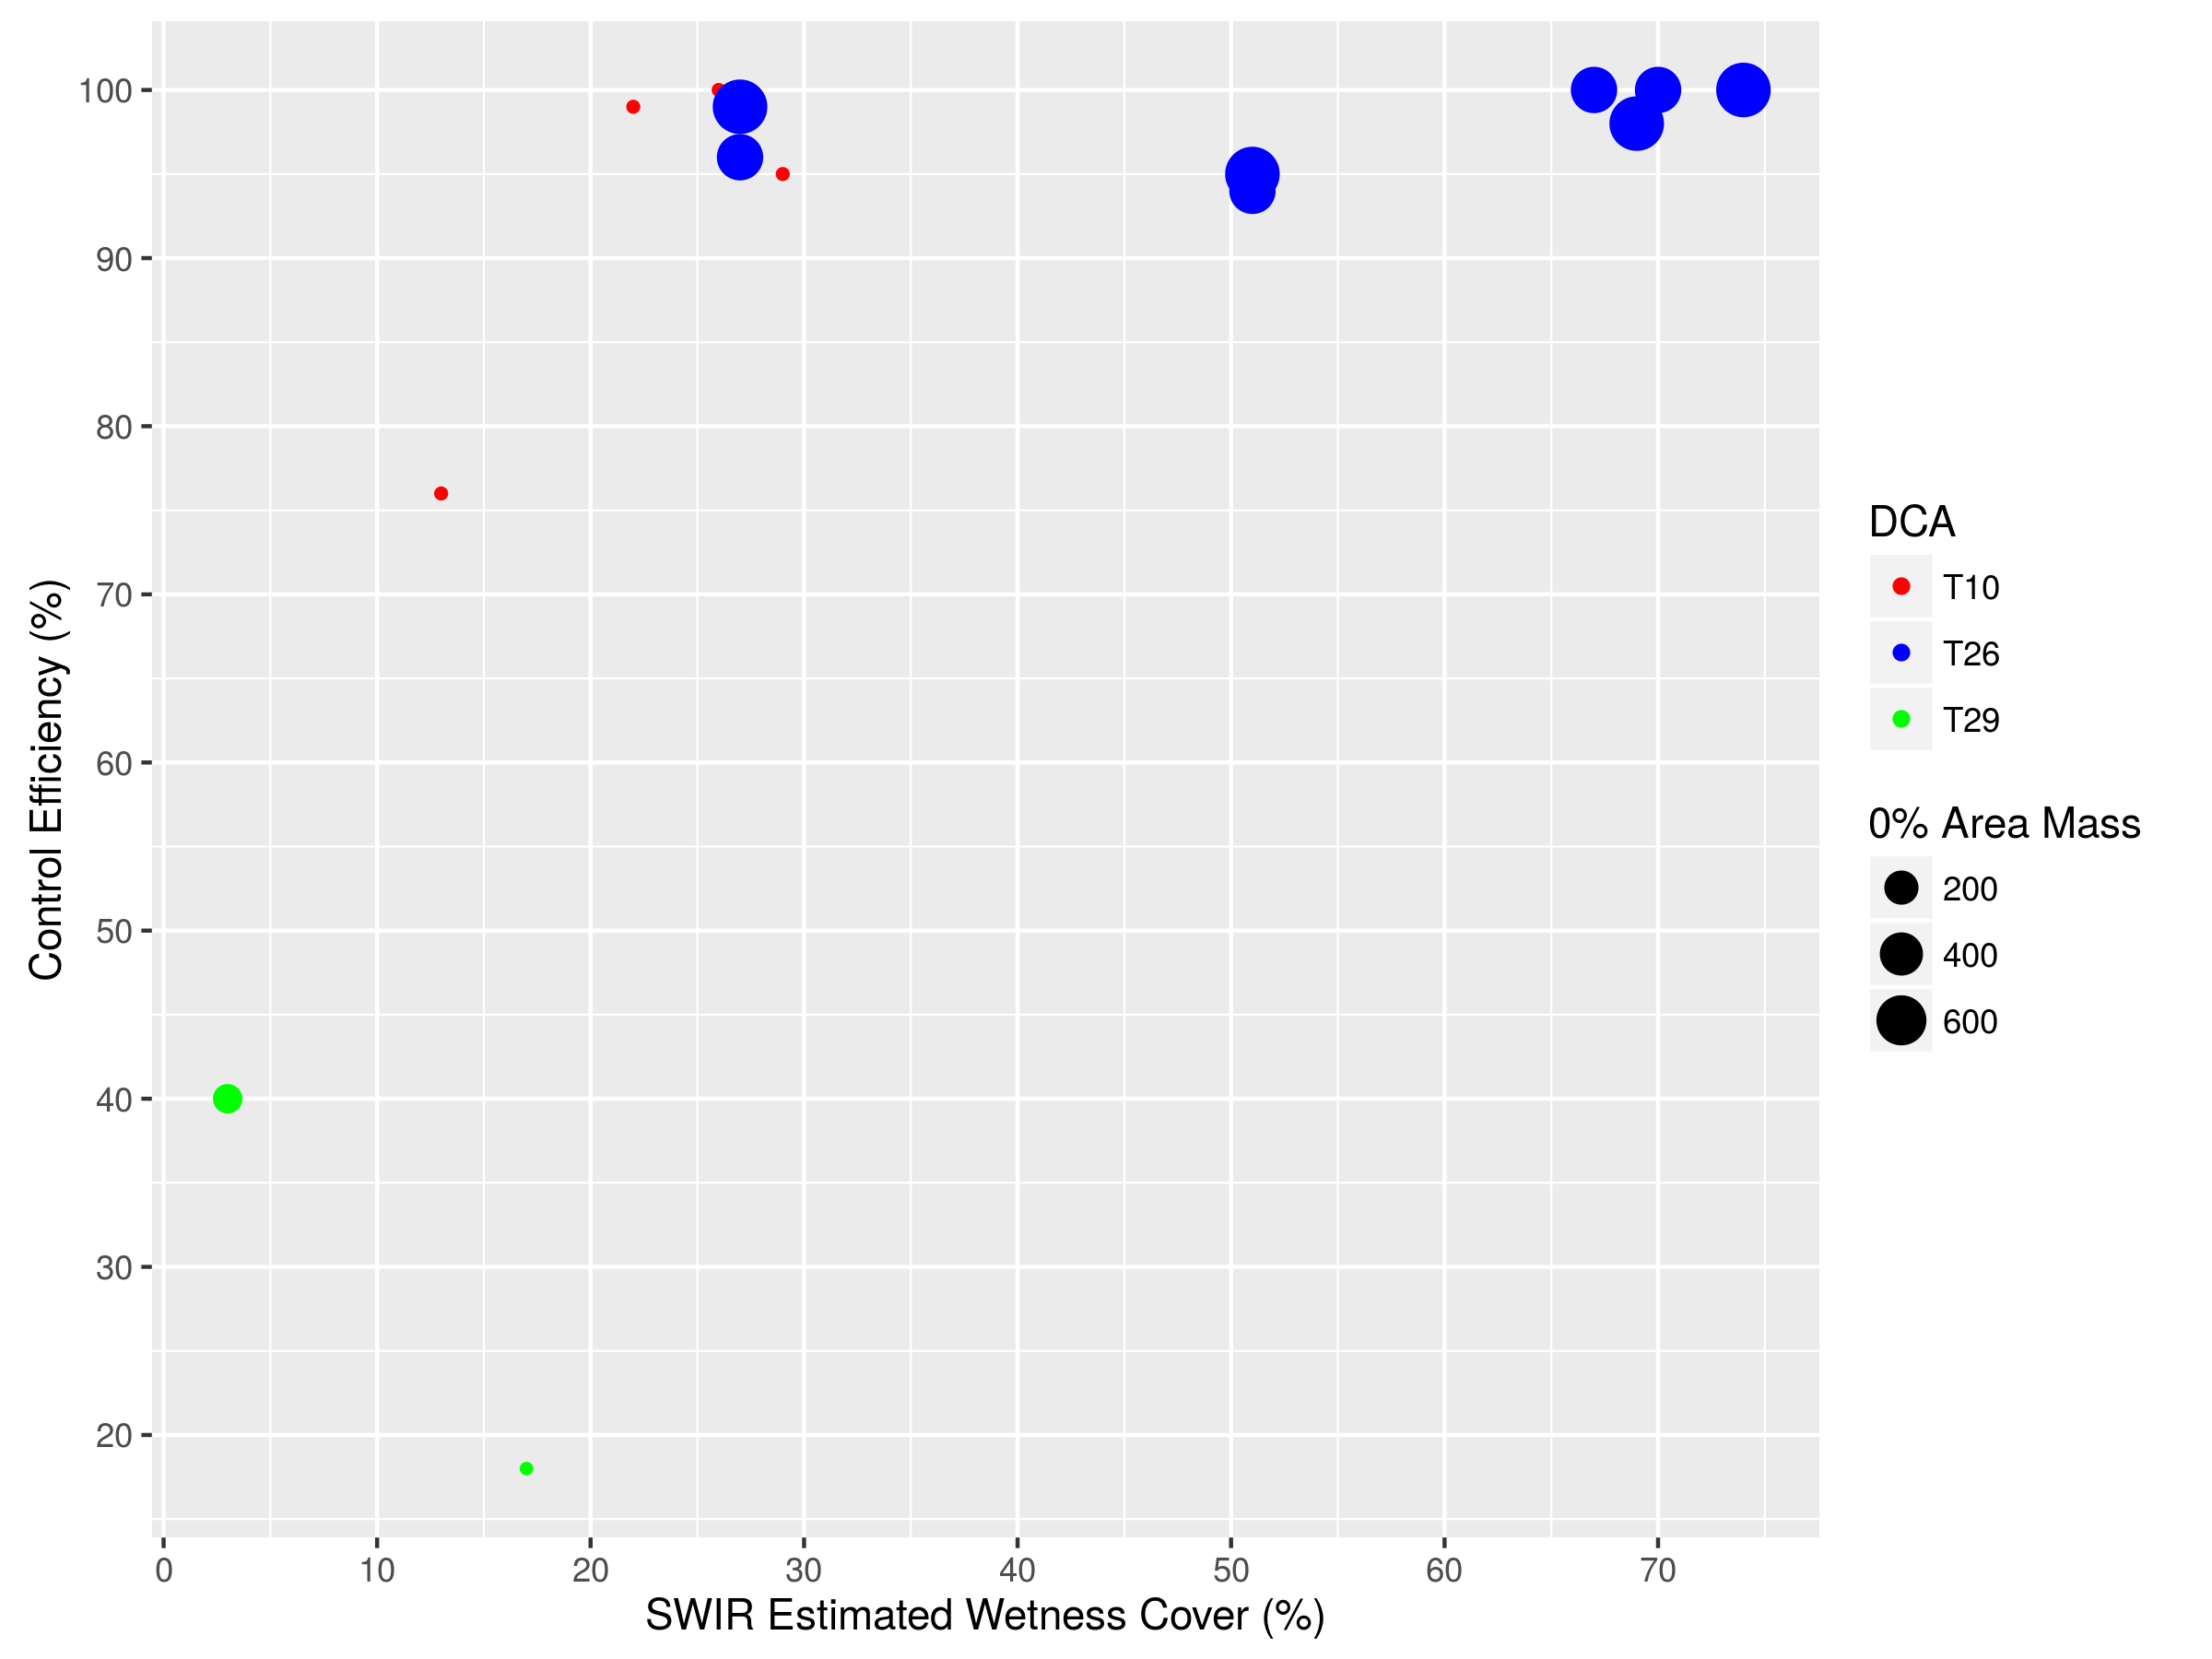 100
90
80
70
60
50
40
30
20
Control Efficiency (%)
0 10 20 30 40 50 60 70
SWIR Estimated Wetness Cover (%)
DCA
T10
T26
T29
0% Area Mass
200
400
600